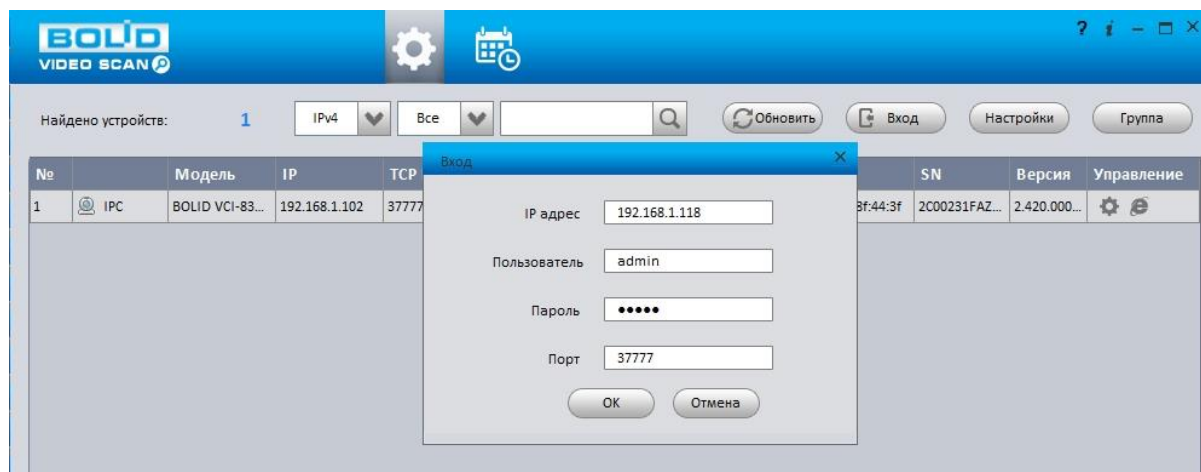 BOLID
VIDEO SCAN
? i
Найдено устройств: 1 IPv4 Все Обновить Вход Настройки Группа
Вход
№ Модель IP TCP SN Версия Управление
1 IPC BOLID VCI-83... 192.168.1.102 37777 3f:44:3f 2C00231FAZ... 2.420.000...
IP адрес 192.168.1.118
Пользователь admin
Пароль •••••
Порт 37777
OK Отмена